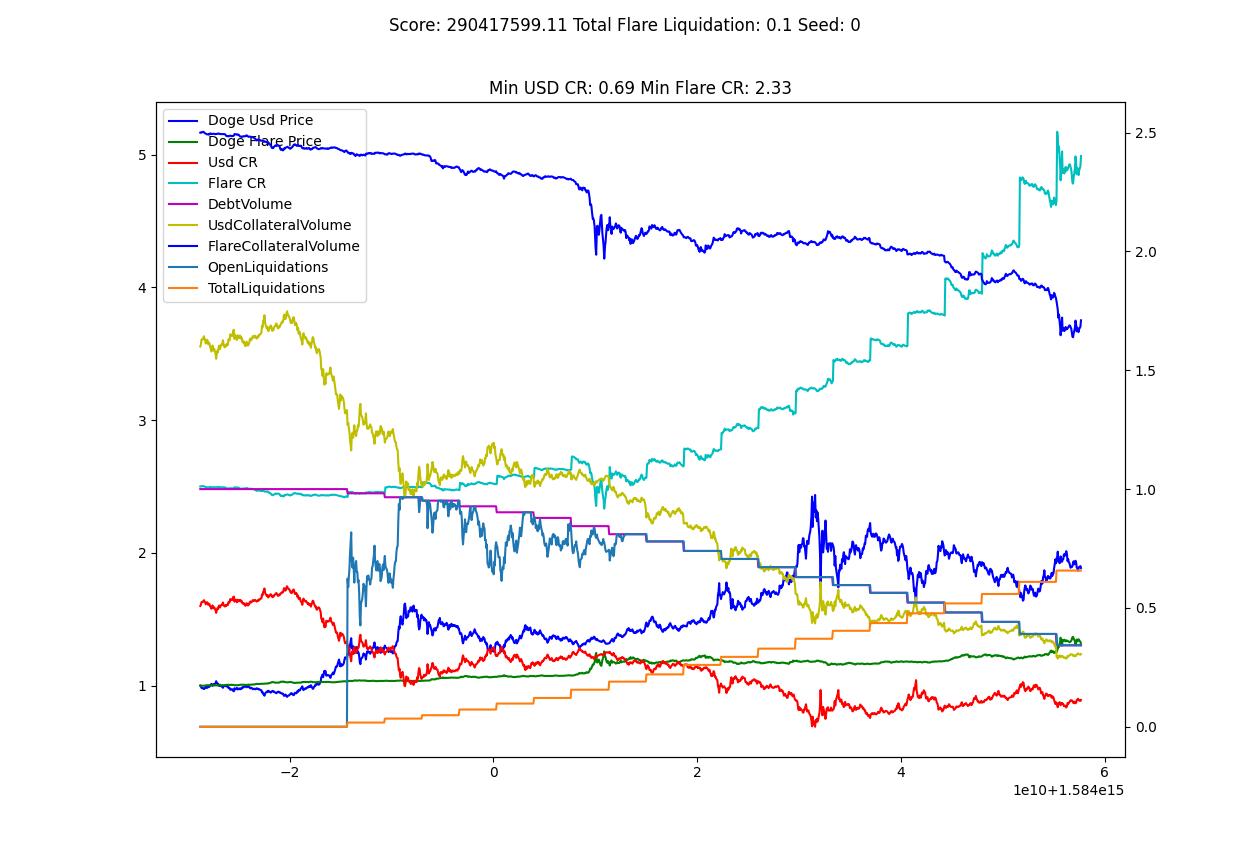 Score: 290417599.11 Total Flare Liquidation: 0.1 Seed: 0
Min USD CR: 0.69 Min Flare CR: 2.33
Doge Usd Price
Doge Flare Price
Usd CR
Flare CR
DebtVolume
UsdCollateralVolume
FlareCollateralVolume
OpenLiquidations
TotalLiquidations
5
4
3
2
1
2.5
2.0
1.5
1.0
0.5
0.0
−2
0
2
4
6
1e10+1.584e15